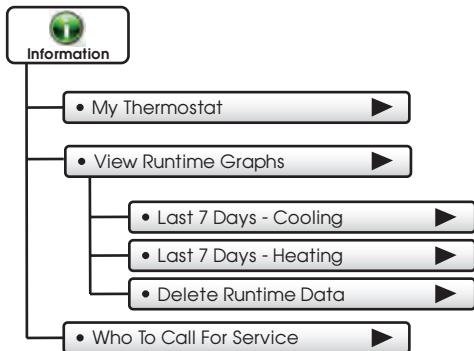 Information
• My Thermostat
• View Runtime Graphs
• Last 7 Days - Cooling
• Last 7 Days - Heating
• Delete Runtime Data
• Who To Call For Service